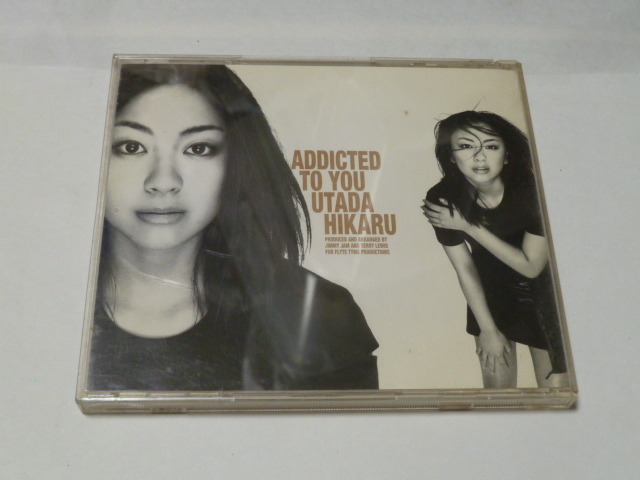 ADDICTED
TO YOU
UTADA
HIKARU
PRODUCED AND ARRANGED BY
JIMMY JAM AND TERRY LEWIS
FOR FLYTE TYME PRODUCTIONS